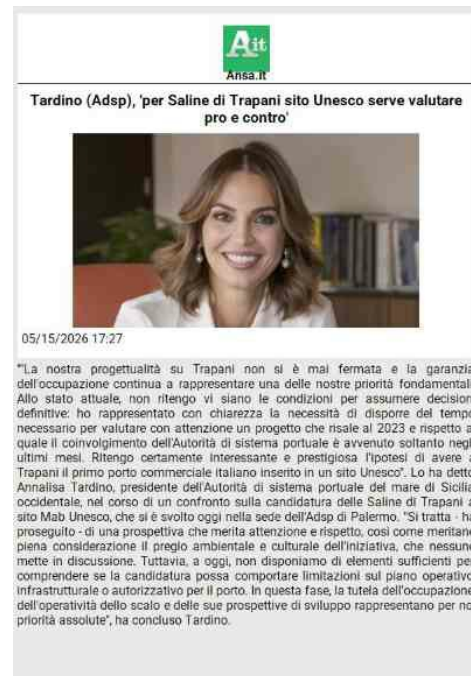 Ait
Ansa.it
Tardino (Adsp), 'per Saline di Trapani sito Unesco serve valutare
pro e contro'
05/15/2026 17:27
"'La nostra progettualità su Trapani non si è mai fermata e la garanzia
dell'occupazione continua a rappresentare una delle nostre priorità fondamentali
Allo stato attuale, non ritengo vi siano le condizioni per assumere decision
definitive: ho rappresentato con chiarezza la necessità di disporre del tempo
necessario per valutare con attenzione un progetto che risale al 2023 e rispetto a
quale il coinvolgimento dell'Autorità di sistema portuale è avvenuto soltanto negl
ultimi mesi. Ritengo certamente interessante e prestigiosa l'ipotesi di avere a
Trapani il primo porto commerciale italiano inserito in un sito Unesco". Lo ha detto
Annalisa Tardino, presidente dell'Autorità di sistema portuale del mare di Sicilia
occidentale, nel corso di un confronto sulla candidatura delle Saline di Trapani a
sito Mab Unesco, che si è svolto oggi nella sede dell'Adsp di Palermo. "Si tratta - ha
proseguito - di una prospettiva che merita attenzione e rispetto, così come meritano
piena considerazione il pregio ambientale e culturale dell'iniziativa, che nessuno
mette in discussione. Tuttavia, a oggi, non disponiamo di elementi sufficienti per
comprendere se la candidatura possa comportare limitazioni sul piano operativo
infrastrutturale o autorizzativo per il porto. In questa fase, la tutela dell'occupazione
dell'operatività dello scalo e delle sue prospettive di sviluppo rappresentano per no
priorità assolute", ha concluso Tardino.